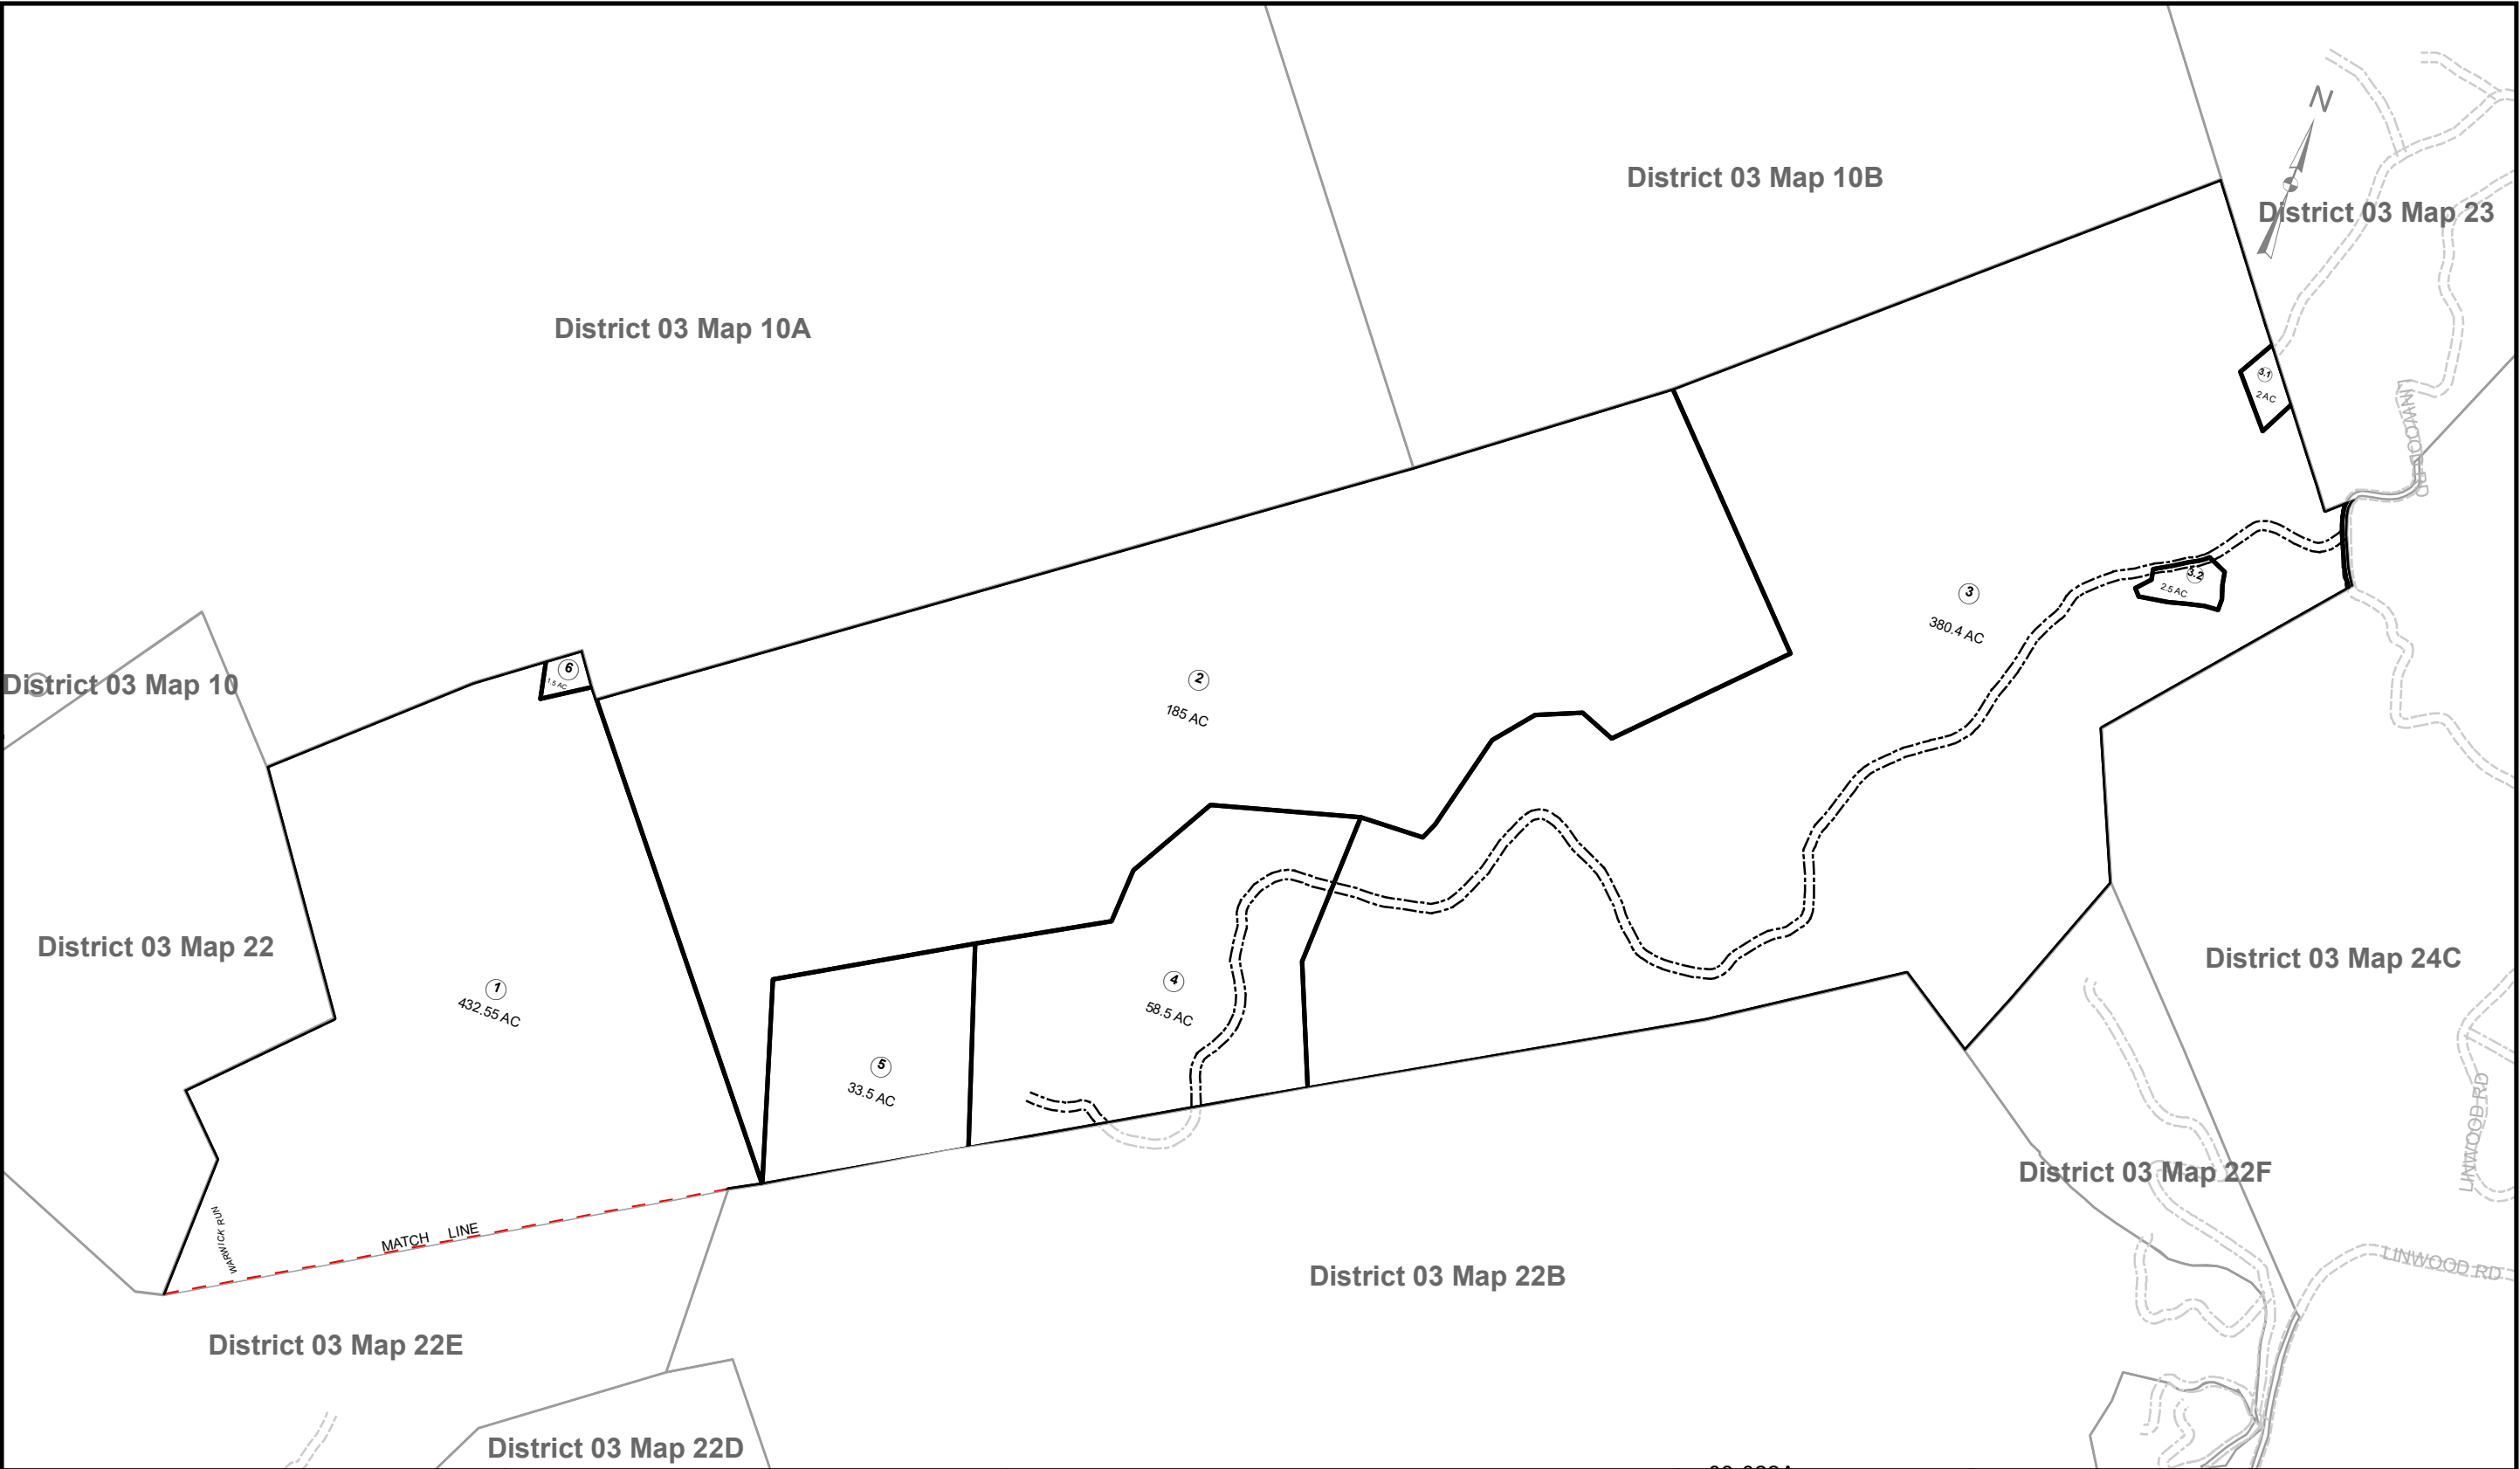 N
District 03 Map 10B
District 03 Map 23
District 03 Map 10A
3.1
2 AC
LINWOOD RD
3.2
2.5 AC
3
380.4 AC
6
1.5 AC
District 03 Map 10
2
185 AC
District 03 Map 22
District 03 Map 24C
1
432.55 AC
4
58.5 AC
5
33.5 AC
LINWOOD RD
District 03 Map 22F
WARWICK RUN
MATCH LINE
LINWOOD RD
District 03 Map 22B
District 03 Map 22E
District 03 Map 22D